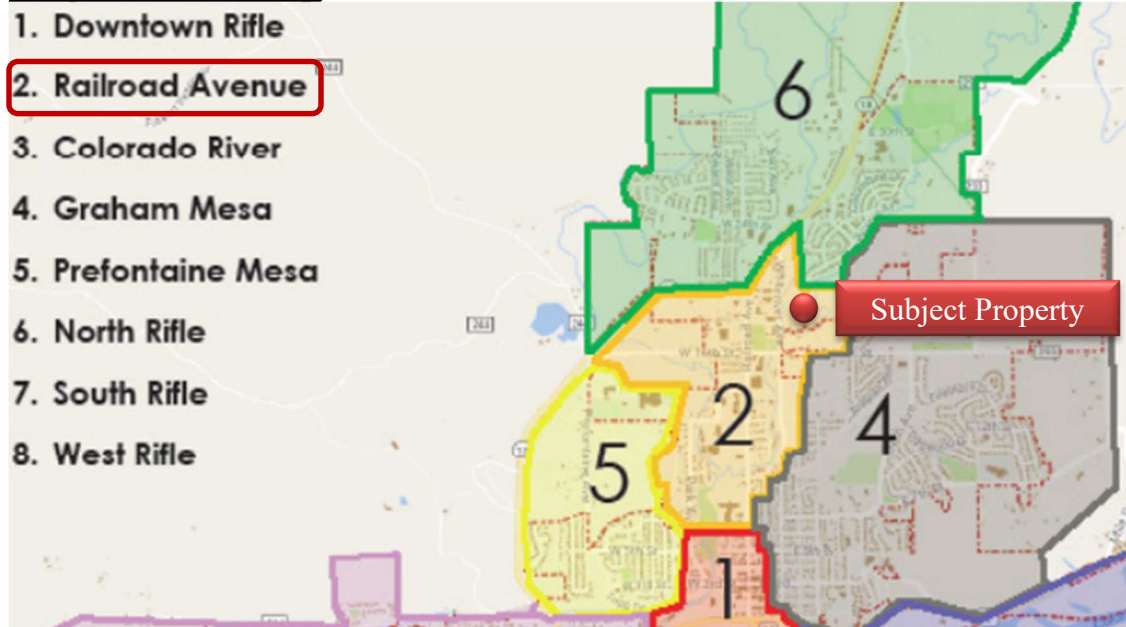 1. Downtown Rifle
2. Railroad Avenue
3. Colorado River
4. Graham Mesa
5. Prefontaine Mesa
6. North Rifle
7. South Rifle
8. West Rifle
6
Subject Property
244
2
4
5
1